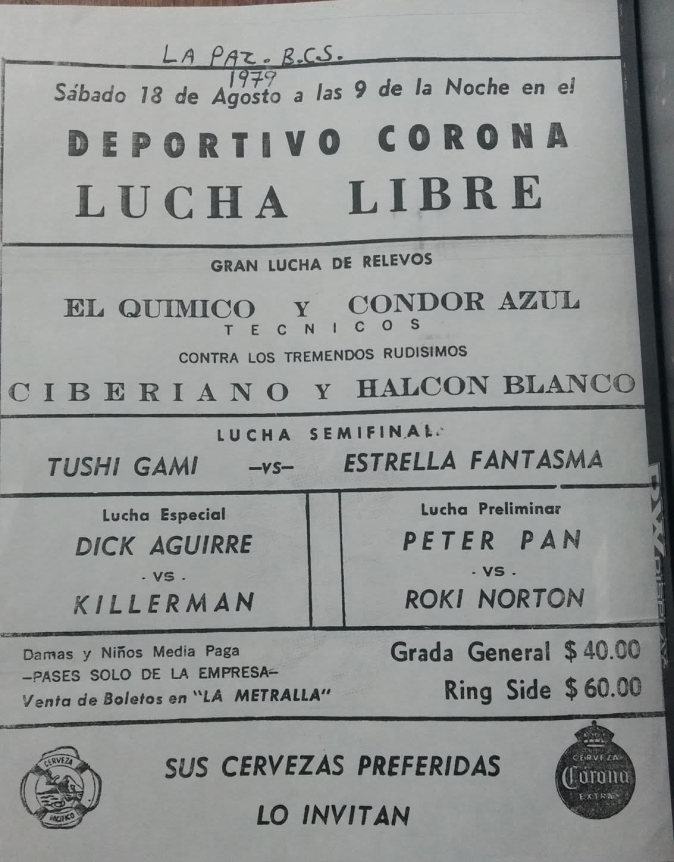 LA PAZ. B.C.S.
1979
Sábado 18 de Agosto a las 9 de la Noche en el
DEPORTIVO CORONA
LUCHA LIBRE
GRAN LUCHA DE RELEVOS
EL QUIMICO Y CONDOR AZUL
TECNICOS
CONTRA LOS TREMENDOS RUDISIMOS
CIBERIANO Y HALCON BLANCO
LUCHA SEMIFINAL
TUSHI GAMI -vs- ESTRELLA FANTASMA
Lucha Especial
DICK AGUIRRE
- VS -
KILLERMAN
Lucha Preliminar
PETER PAN
- VS -
ROKI NORTON
Damas y Niños Media Paga
-PASES SOLO DE LA EMPRESA-
Venta de Boletos en "LA METRALLA"
Grada General $ 40.00
Ring Side $ 60.00
SUS CERVEZAS PREFERIDAS
LO INVITAN
CERVEZA
PACIFICO
CERVEZA
Corona
EXTRA